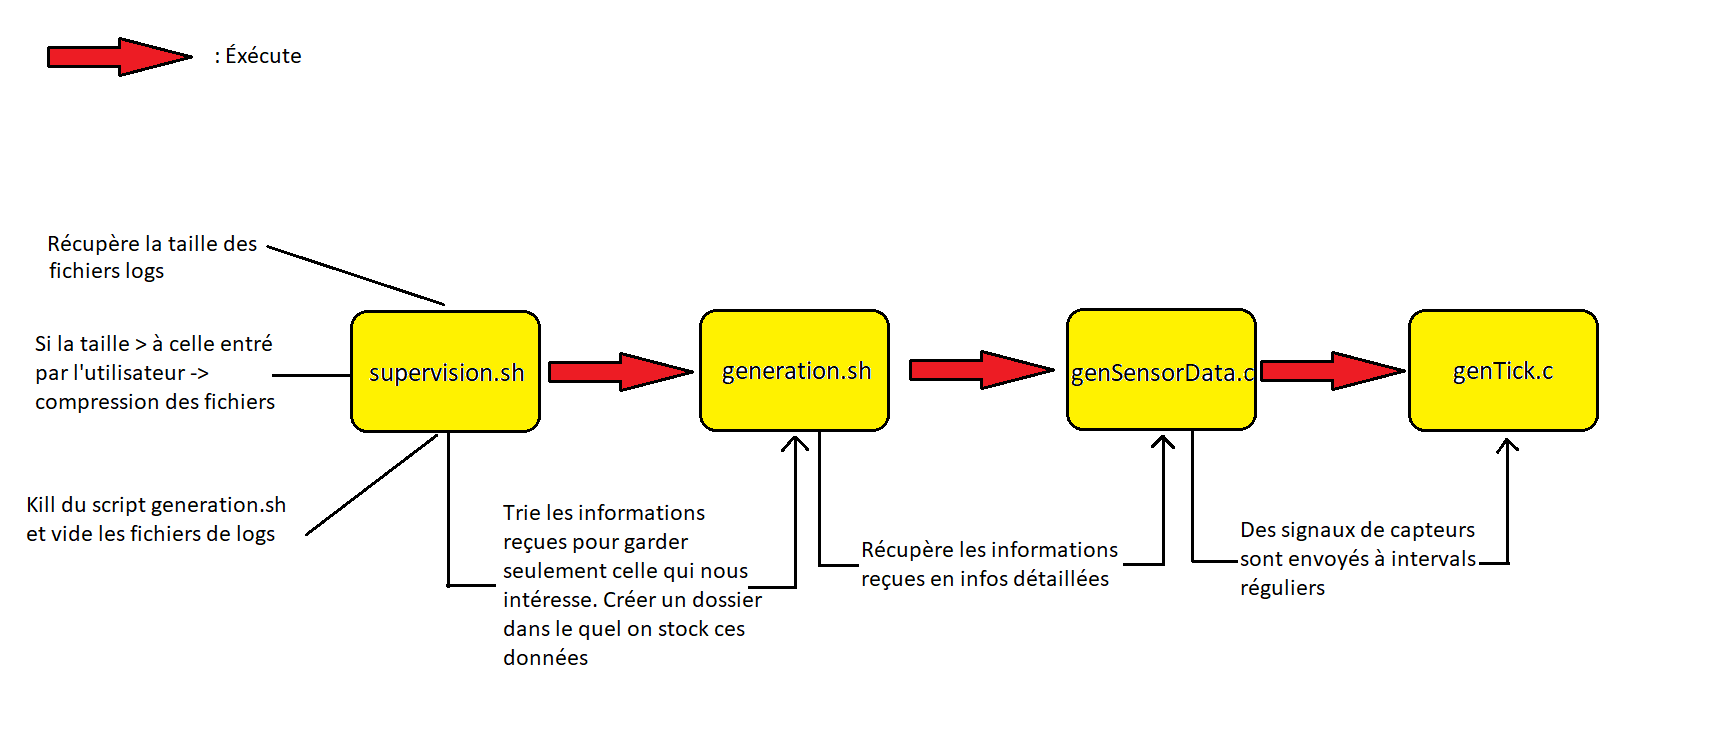 : Éxécute
Récupère la taille des
fichiers logs
Si la taille > à celle entré
par l'utilisateur ->
compression des fichiers
Kill du script generation.sh
et vide les fichiers de logs
supervision.sh
generation.sh
genSensorData.c
genTick.c
Trie les informations
reçues pour garder
seulement celle qui nous
intéresse. Créer un dossier
dans le quel on stock ces
données
Récupère les informations
reçues en infos détaillées
Des signaux de capteurs
sont envoyés à intervals
réguliers